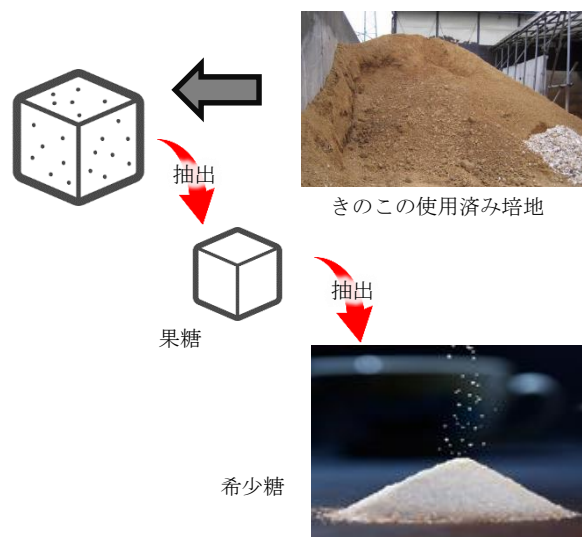 抽出
きのこの使用済み培地
抽出
果糖
希少糖